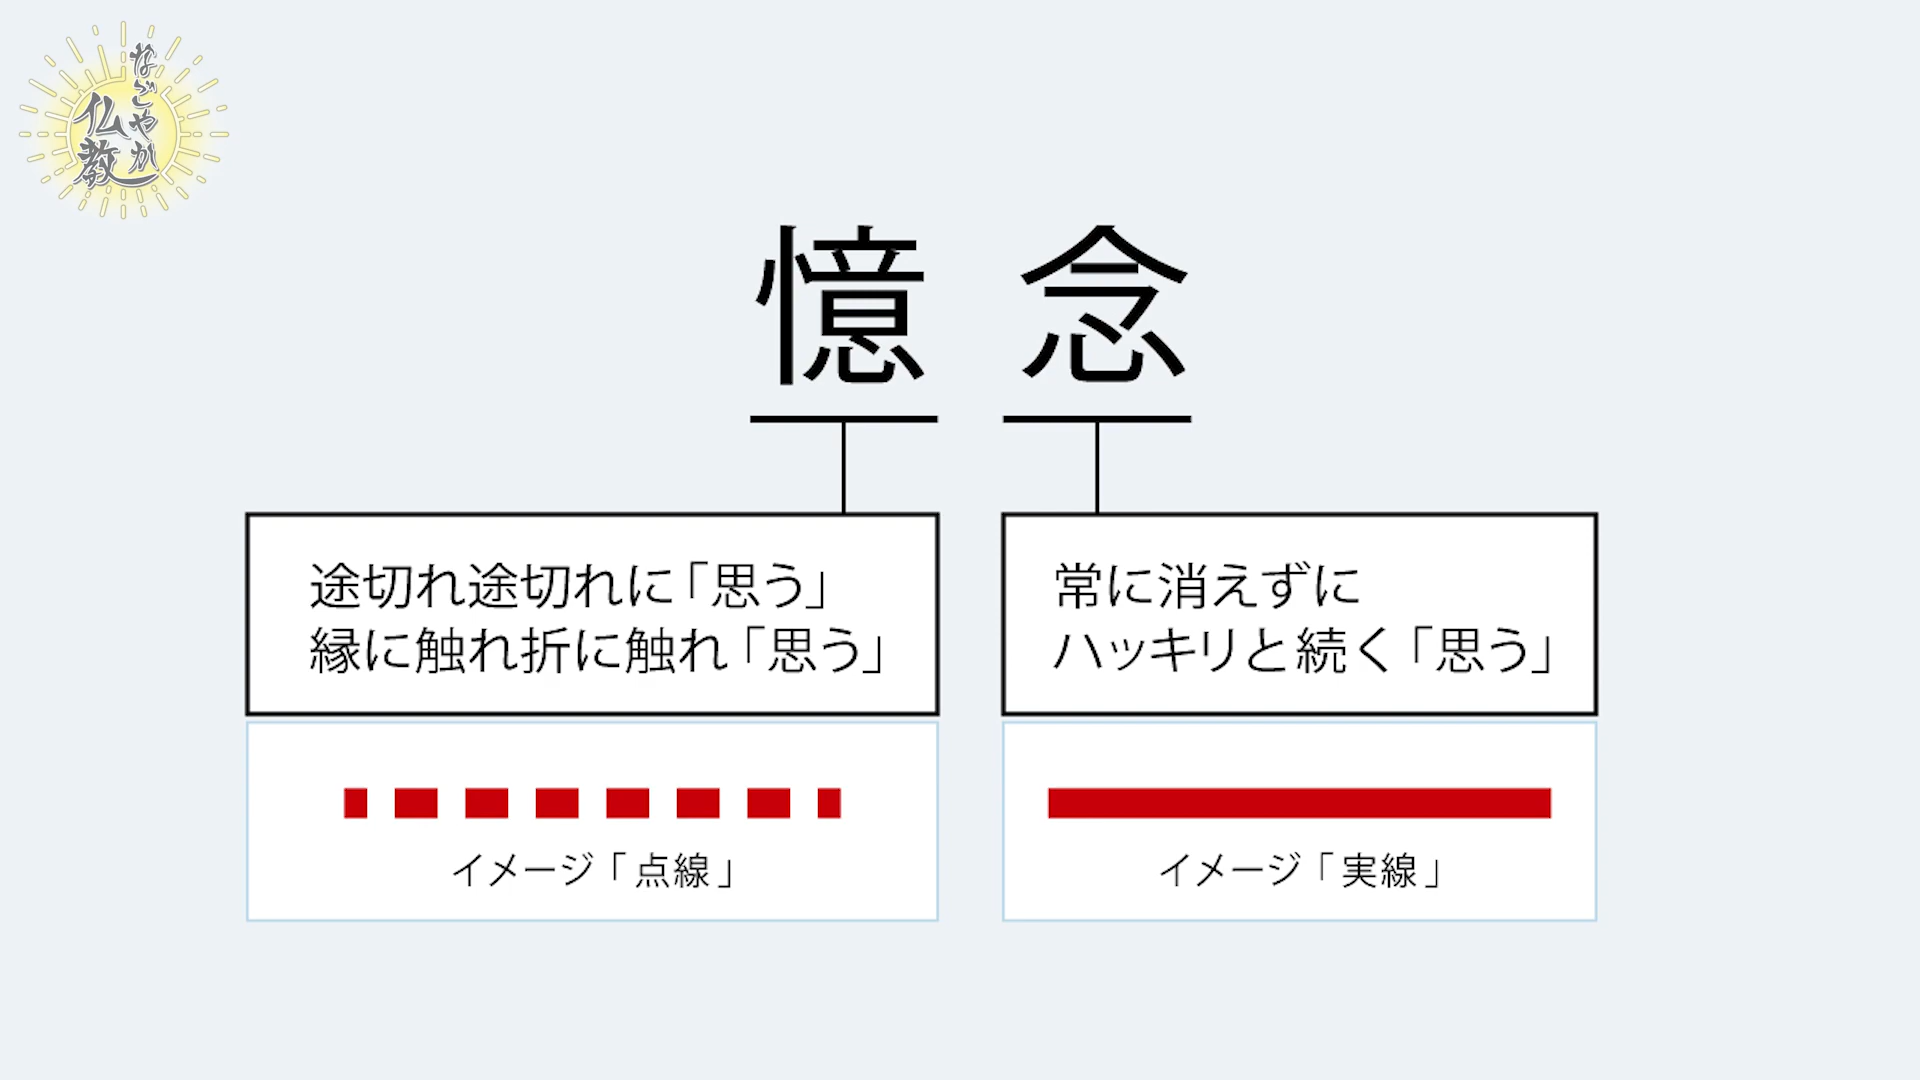 なごやか
仏教
憶念
途切れ途切れに「思う」
縁に触れ折に触れ「思う」
常に消えずに
ハッキリと続く「思う」
イメージ「点線」
イメージ「実線」